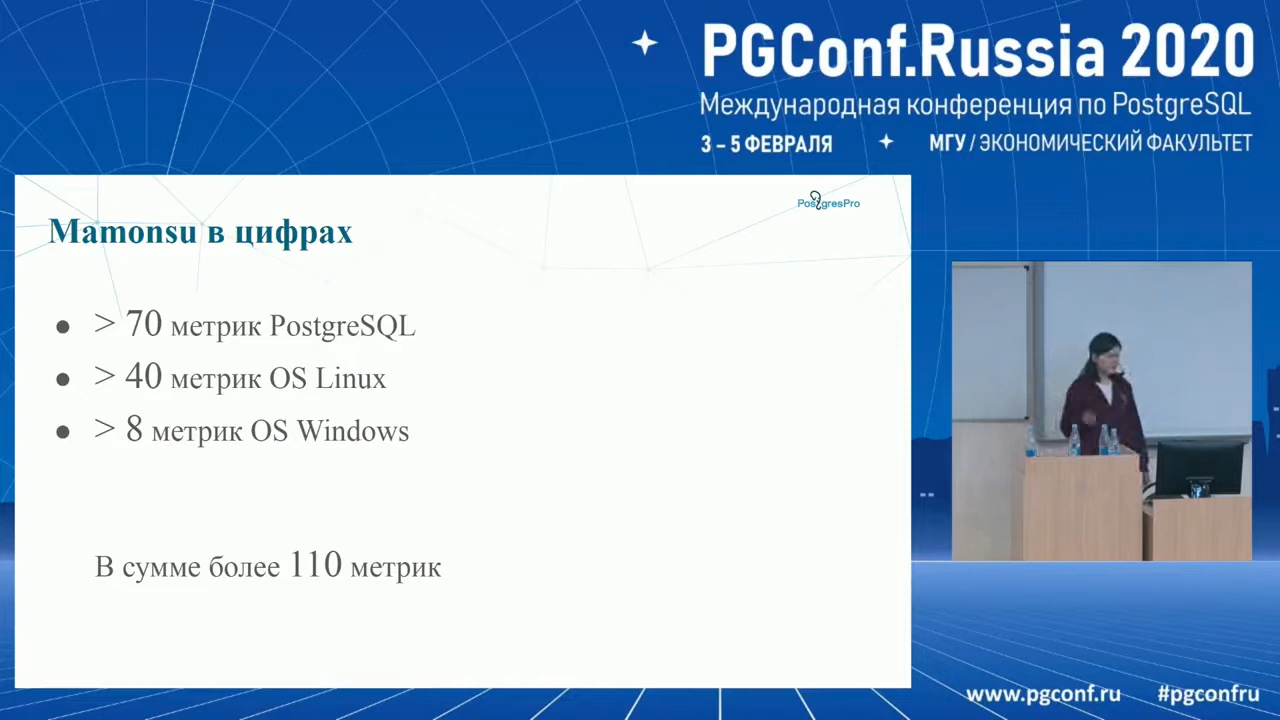 PGConf.Russia 2020
Международная конференция по PostgreSQL
3 – 5 ФЕВРАЛЯ
МГУ / ЭКОНОМИЧЕСКИЙ ФАКУЛЬТЕТ
PostgresPro
Mamonsu в цифрах
● > 70 метрик PostgreSQL
● > 40 метрик OS Linux
● > 8 метрик OS Windows
В сумме более 110 метрик
www.pgconf.ru #pgconfru